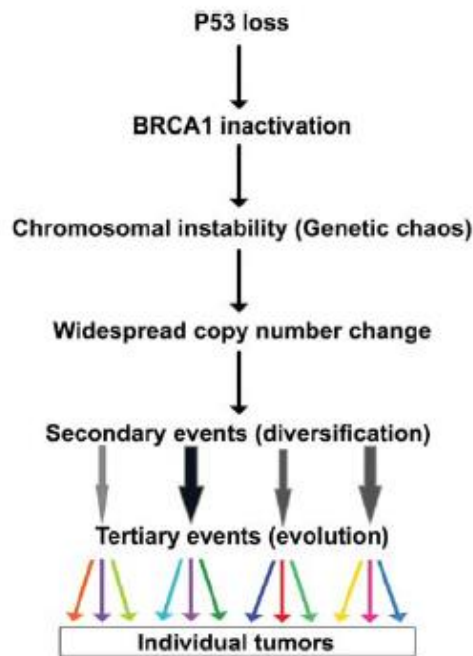 P53 loss
BRCA1 inactivation
Chromosomal instability (Genetic chaos)
Widespread copy number change
Secondary events (diversification)
Tertiary events (evolution)
Individual tumors